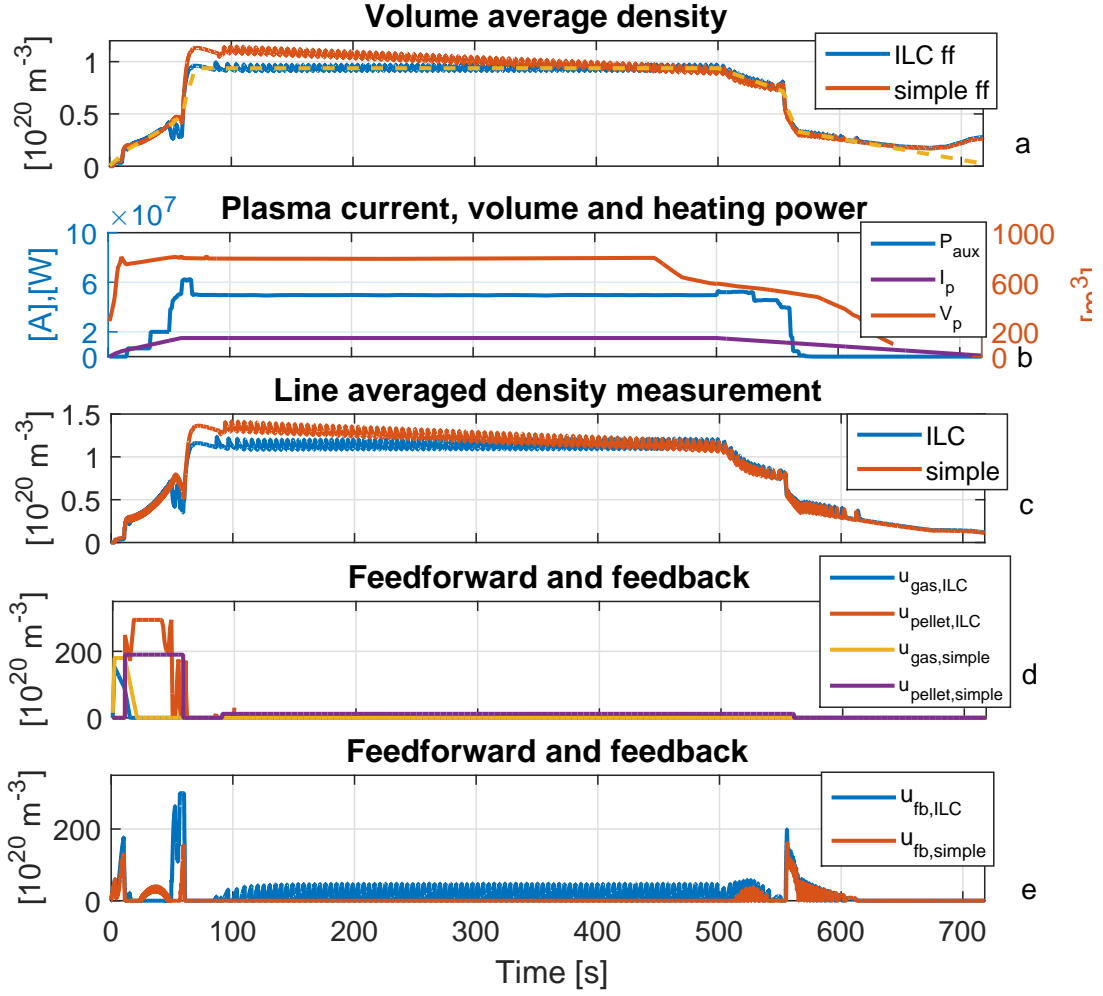 Volume average density
[10^20 m^-3]
1
0.5
0
ILC ff
simple ff
a
×10^7
Plasma current, volume and heating power
[A],[W]
10
6
2
0
P_aux
I_p
V_p
1000
600
200
0
[m^3]
b
Line averaged density measurement
[10^20 m^-3]
1.5
1
0.5
0
ILC
simple
c
Feedforward and feedback
[10^20 m^-3]
200
0
u_gas,ILC
u_pellet,ILC
u_gas,simple
u_pellet,simple
d
Feedforward and feedback
[10^20 m^-3]
200
0
u_fb,ILC
u_fb,simple
e
0 100 200 300 400 500 600 700
Time [s]